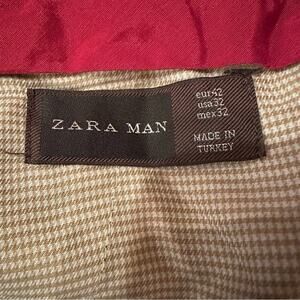 ZARA MAN
eur42
usa32
mex32
MADE IN
TURKEY